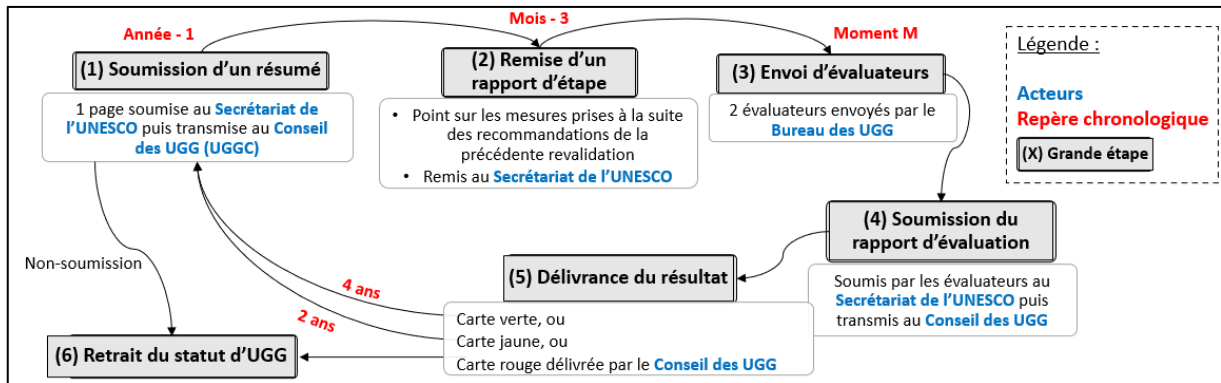 Année - 1
Mois - 3
Moment M
(1) Soumission d'un résumé
1 page soumise au Secrétariat de
l'UNESCO puis transmise au Conseil
des UGG (UGGC)
(2) Remise d'un
rapport d'étape
• Point sur les mesures prises à la suite
des recommandations de la
précédente revalidation
• Remis au Secrétariat de l'UNESCO
(3) Envoi d'évaluateurs
2 évaluateurs envoyés par le
Bureau des UGG
Légende :
Acteurs
Repère chronologique
(X) Grande étape
(4) Soumission du
rapport d'évaluation
Soumis par les évaluateurs au
Secrétariat de l'UNESCO puis
transmis au Conseil des UGG
(5) Délivrance du résultat
Carte verte, ou
Carte jaune, ou
Carte rouge délivrée par le Conseil des UGG
4 ans
2 ans
Non-soumission
(6) Retrait du statut d'UGG